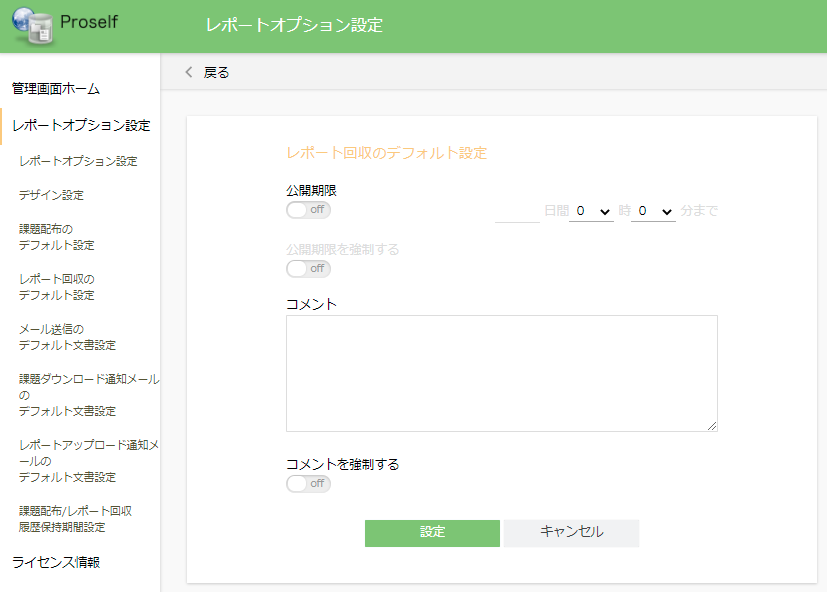 Proself
レポートオプション設定
戻る
管理画面ホーム
レポートオプション設定
レポートオプション設定
デザイン設定
課題配布の
デフォルト設定
レポート回収の
デフォルト設定
メール送信の
デフォルト文書設定
課題ダウンロード通知メール
の
デフォルト文書設定
レポートアップロード通知メ
ールの
デフォルト文書設定
課題配布/レポート回収
履歴保持期間設定
ライセンス情報
レポート回収のデフォルト設定
公開期限
off
日間 0 時 0 分まで
公開期限を強制する
off
コメント
コメントを強制する
off
設定 キャンセル